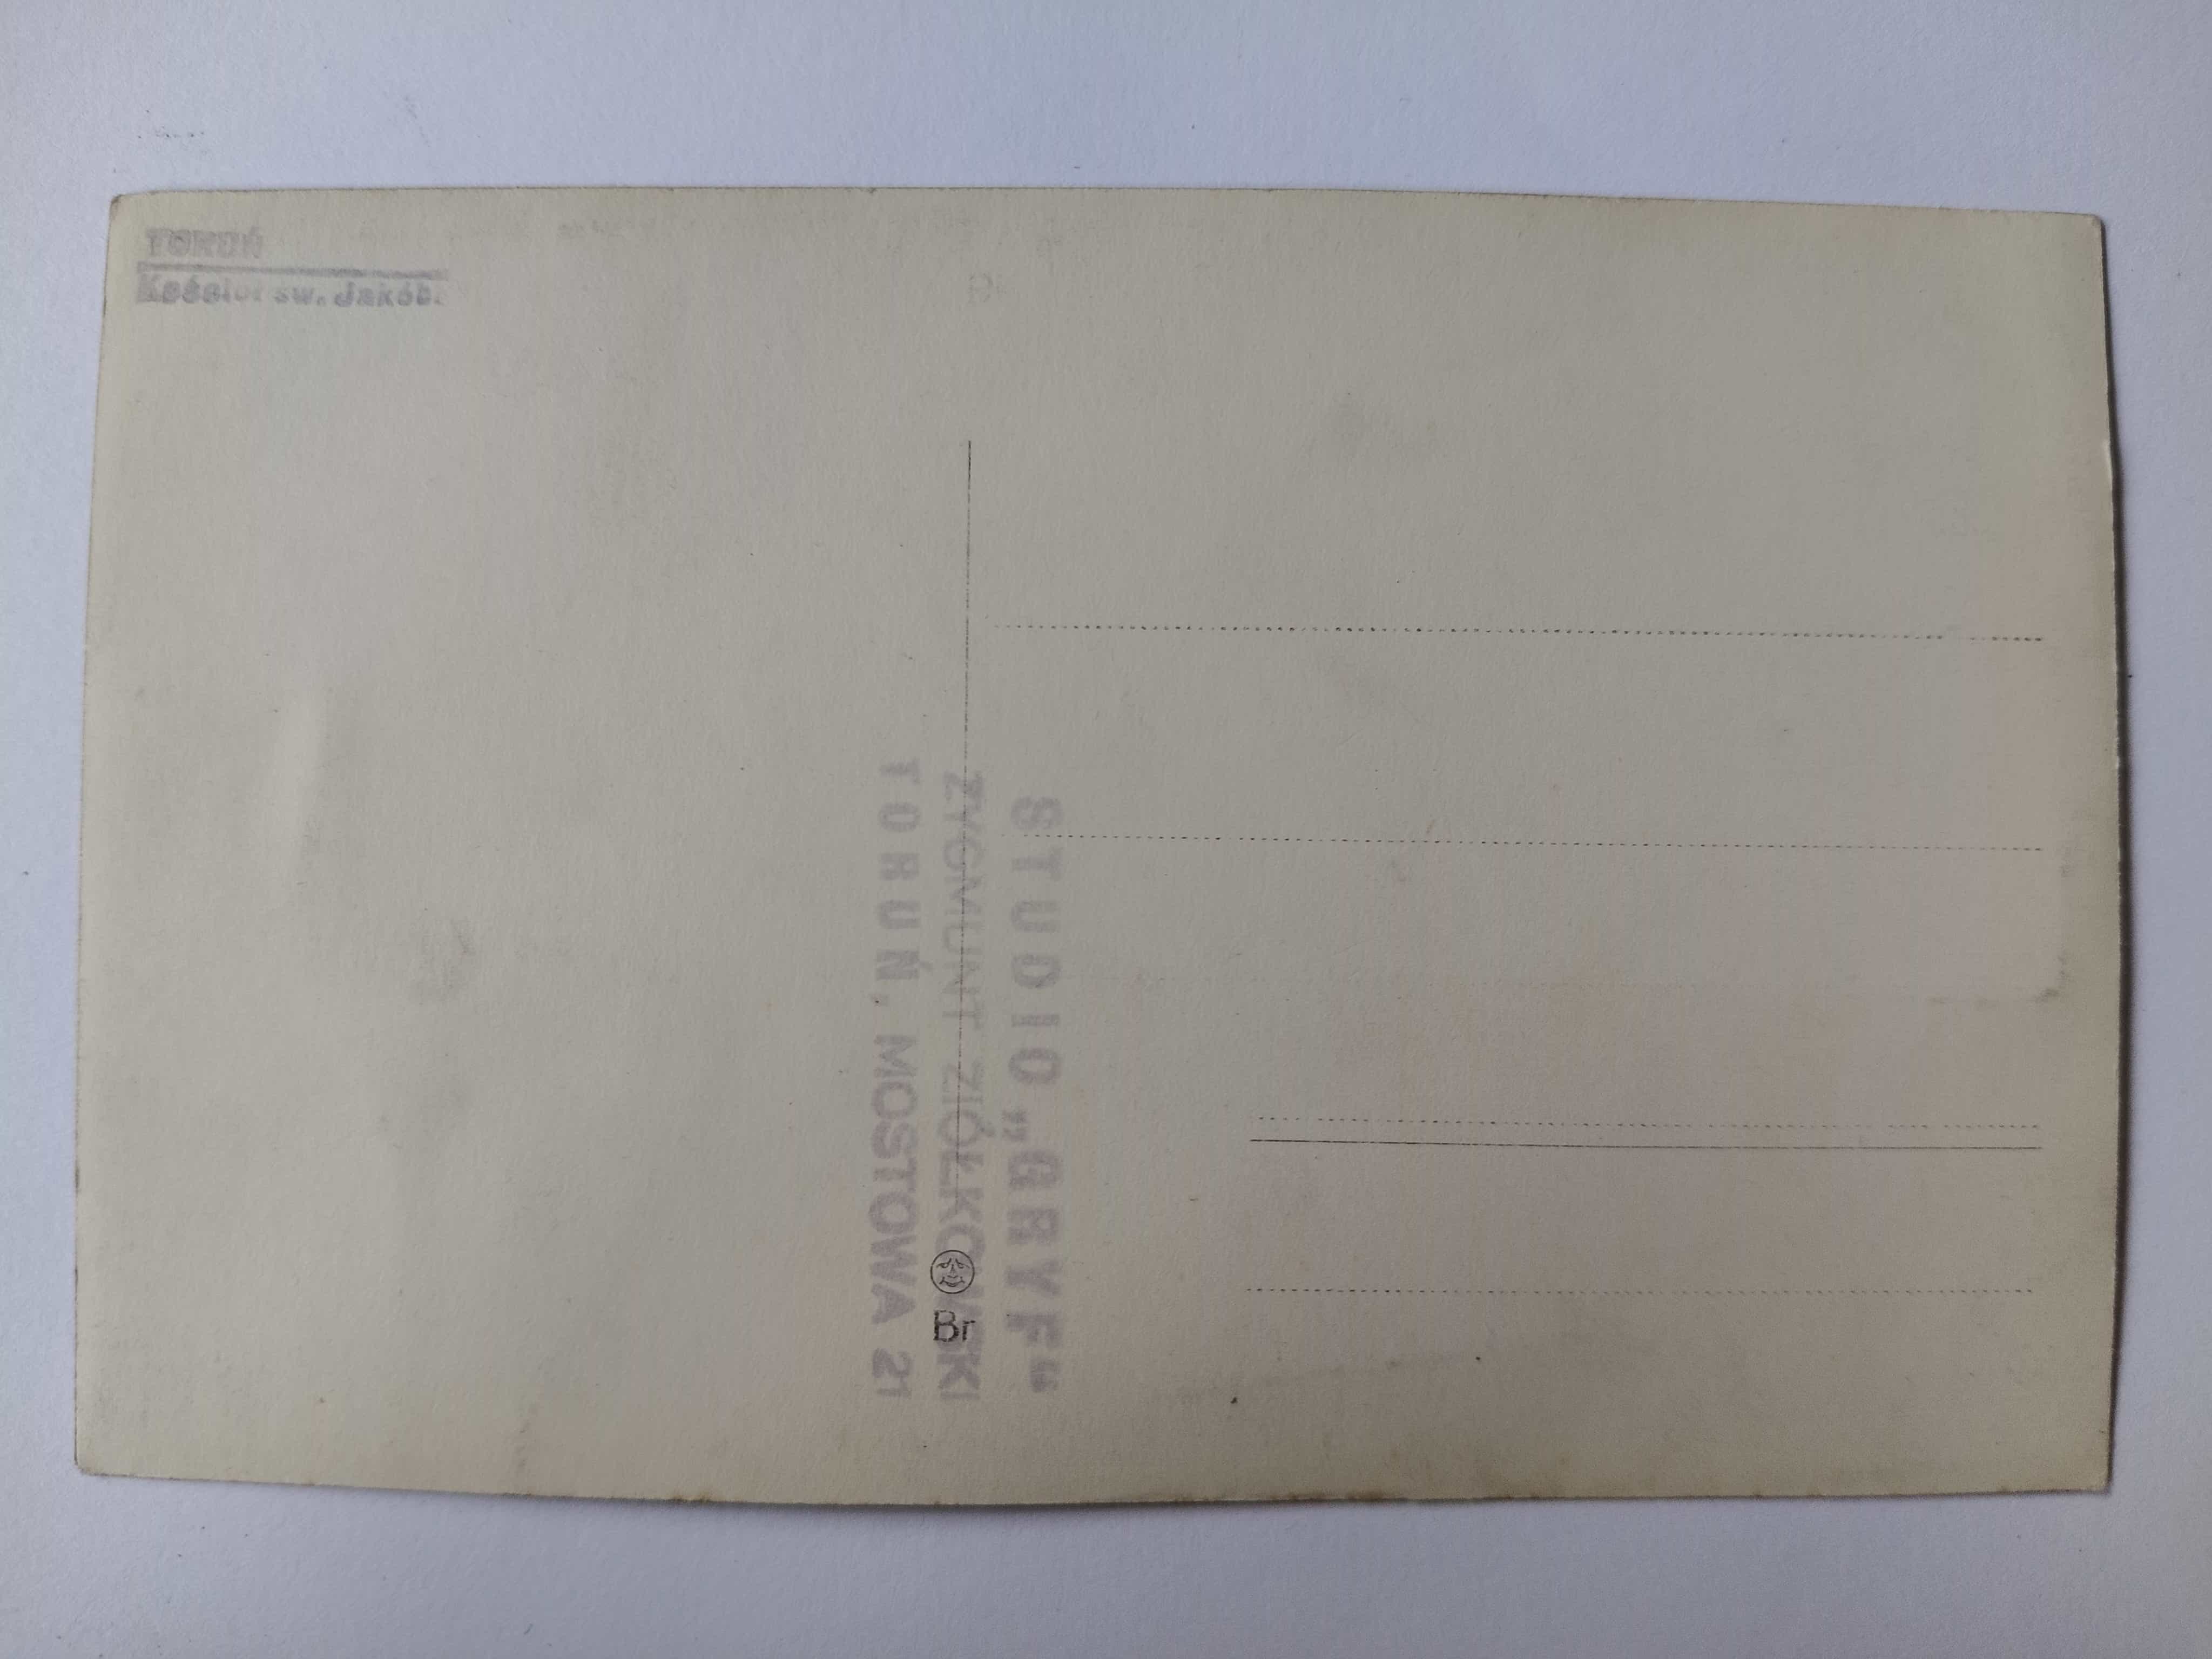 TORUŃ
Kościół św. Jakób.
STUDIO „GRYF“
ZYGMUNT ZIÓŁKOWSKI
TORUŃ, MOSTOWA 21
Br